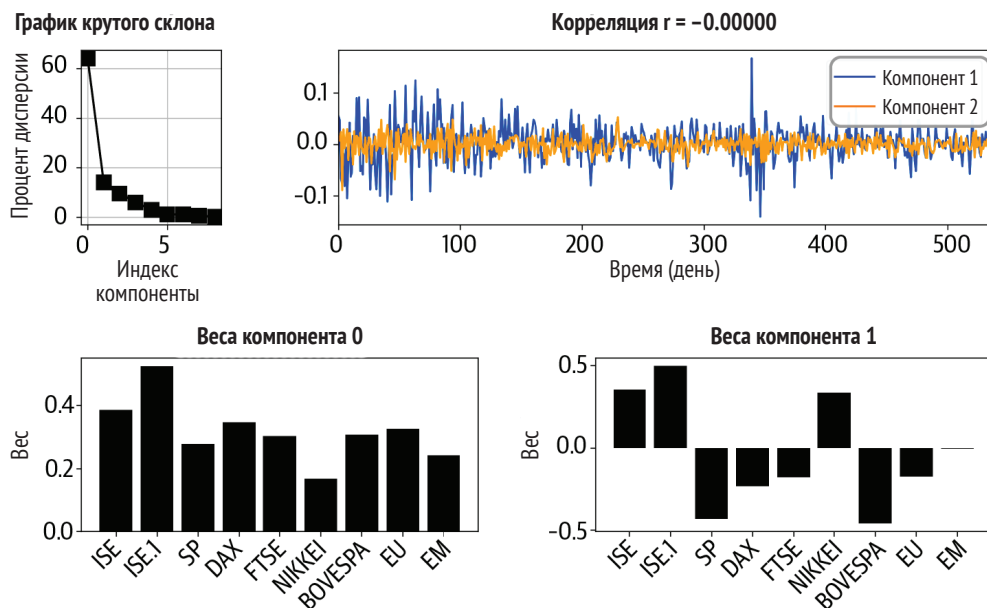 График крутого склона
Процент дисперсии
60
40
20
0
0
5
Индекс
компоненты
Корреляция r = –0.00000
0.1
0.0
–0.1
Компонент 1
Компонент 2
0
100
200
300
400
500
Время (день)
Веса компонента 0
Вес
0.4
0.2
0.0
ISE
ISE.1
SP
DAX
FTSE
NIKKEI
BOVESPA
EU
EM
Веса компонента 1
Вес
0.5
0.0
–0.5
ISE
ISE.1
SP
DAX
FTSE
NIKKEI
BOVESPA
EU
EM